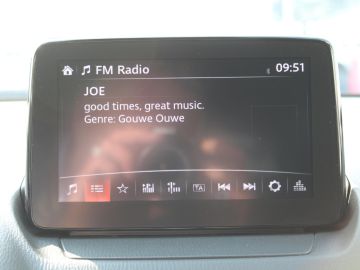 FM Radio 09:51
JOE
good times, great music.
Genre: Gouwe Ouwe
TA